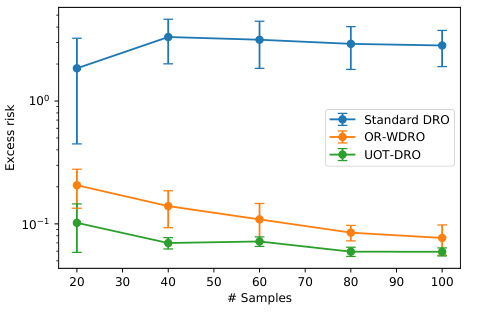 Excess risk
10⁰
10⁻¹
Standard DRO
OR-WDRO
UOT-DRO
20 30 40 50 60 70 80 90 100
# Samples